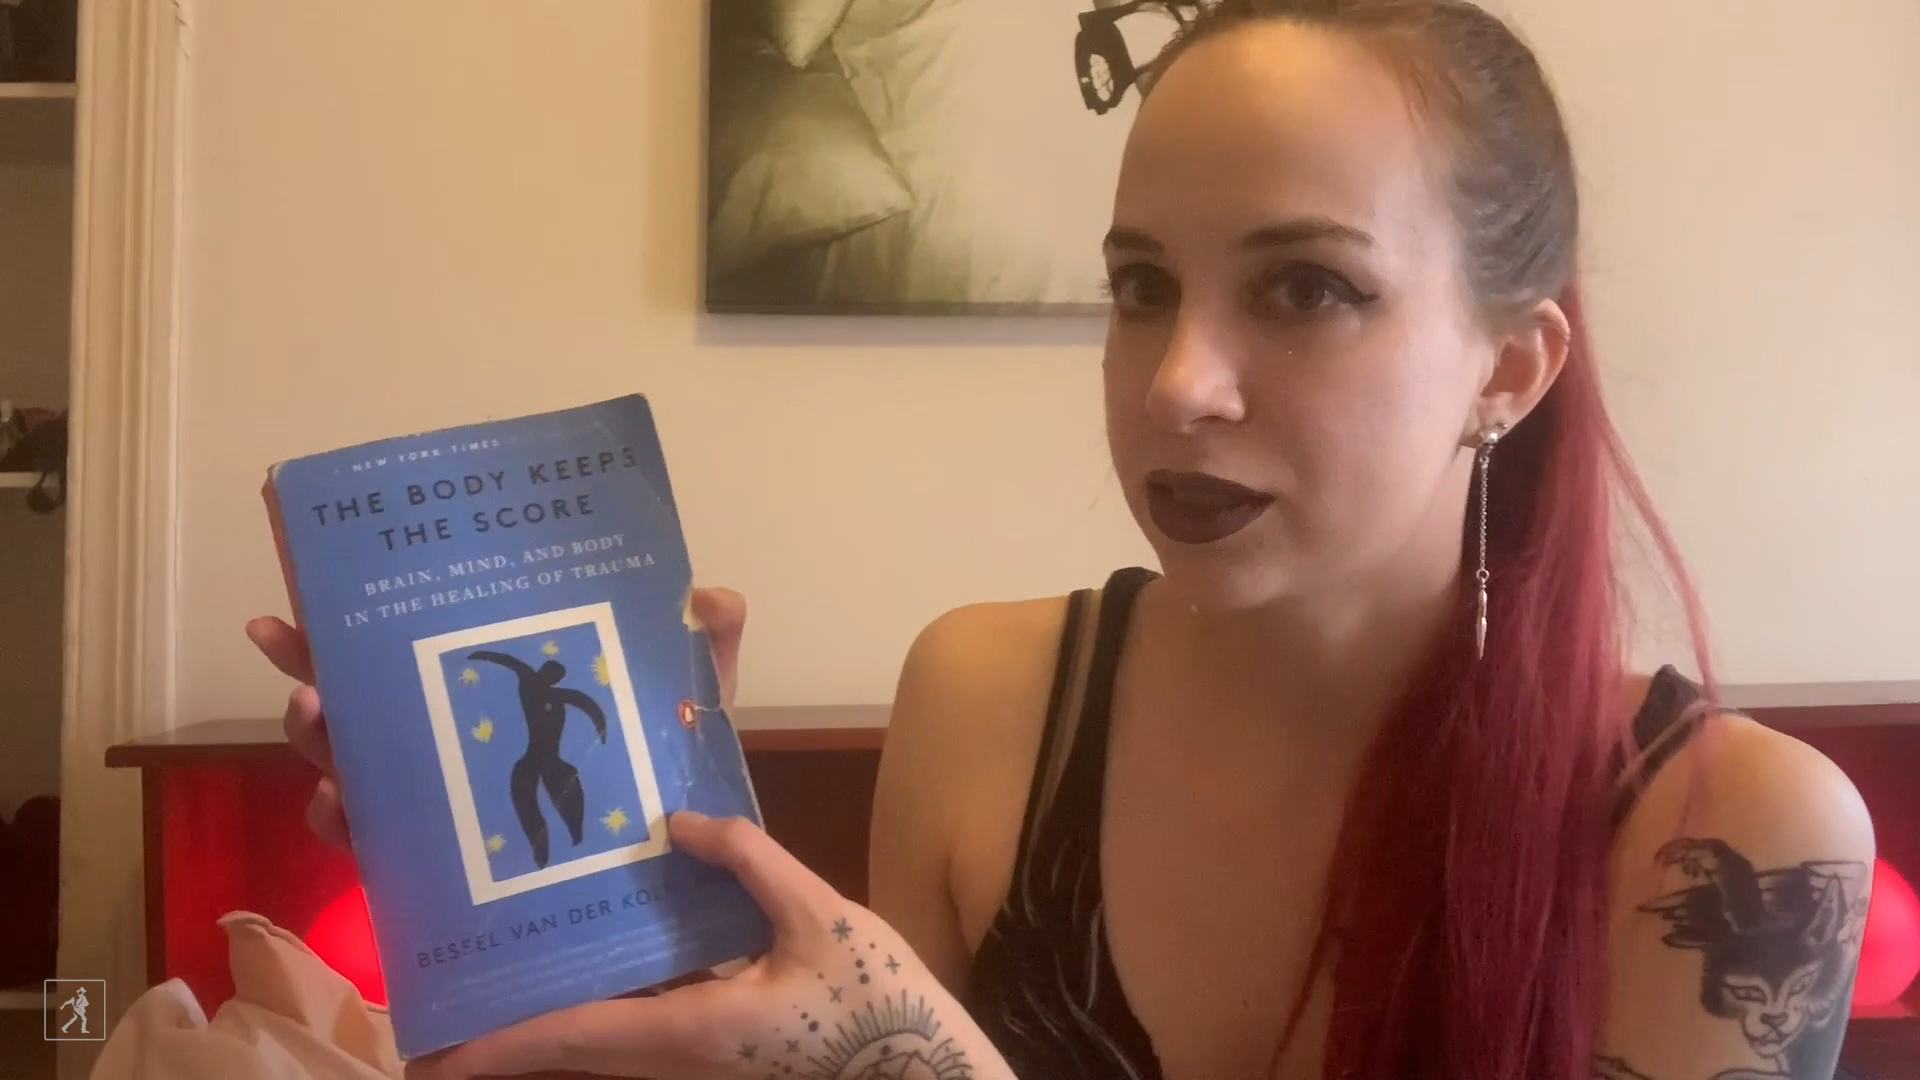 NEW YORK TIMES
THE BODY KEEPS
THE SCORE
BRAIN, MIND, AND BODY
IN THE HEALING OF TRAUMA
BESSEL VAN DER